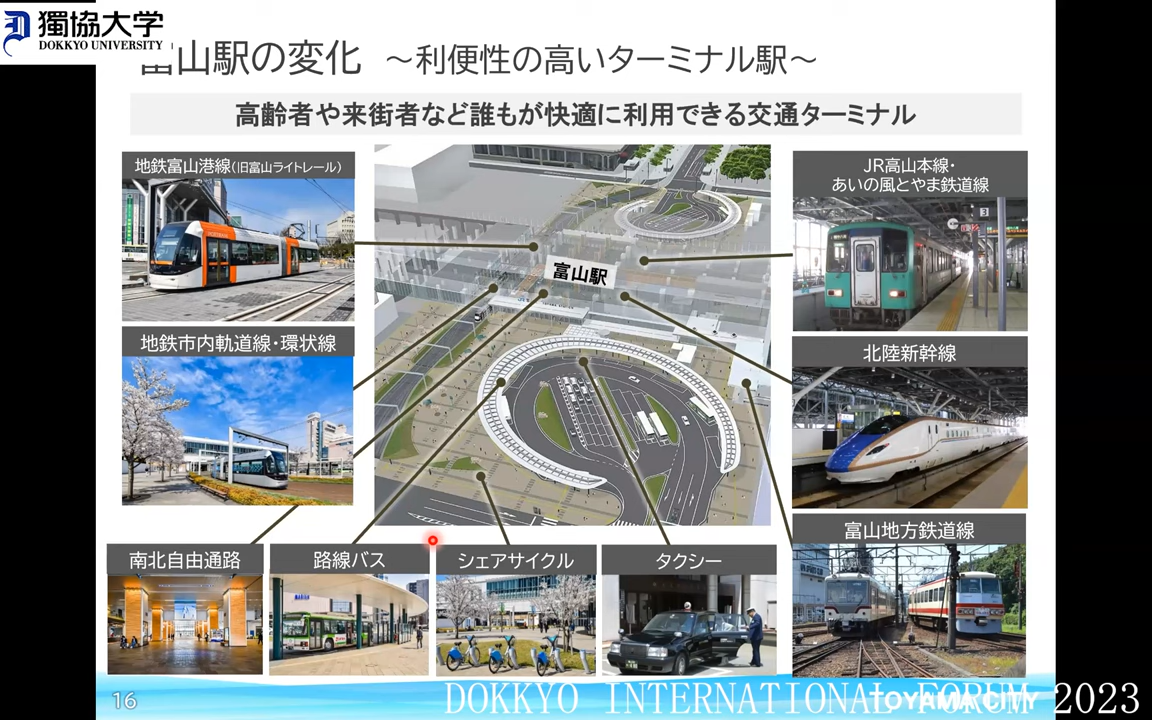 獨協大学
DOKKYO UNIVERSITY
富山駅の変化 ～利便性の高いターミナル駅～
高齢者や来街者など誰もが快適に利用できる交通ターミナル
地鉄富山港線(旧富山ライトレール)
地鉄市内軌道線・環状線
富山駅
JR高山本線・
あいの風とやま鉄道線
3
北陸新幹線
富山地方鉄道線
南北自由通路
路線バス
シェアサイクル
タクシー
16
TOYAMA CITY
DOKKYO INTERNATIONAL FORUM 2023